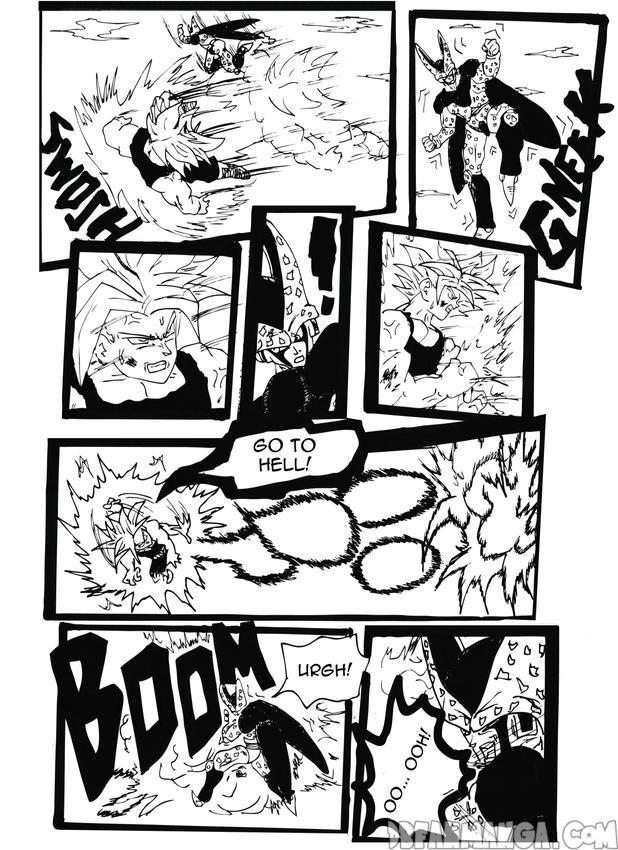 SWOSH
GNEEK
GO TO
HELL!
BOOM
URGH!
OO... OOH!
DBFANMANGA.COM